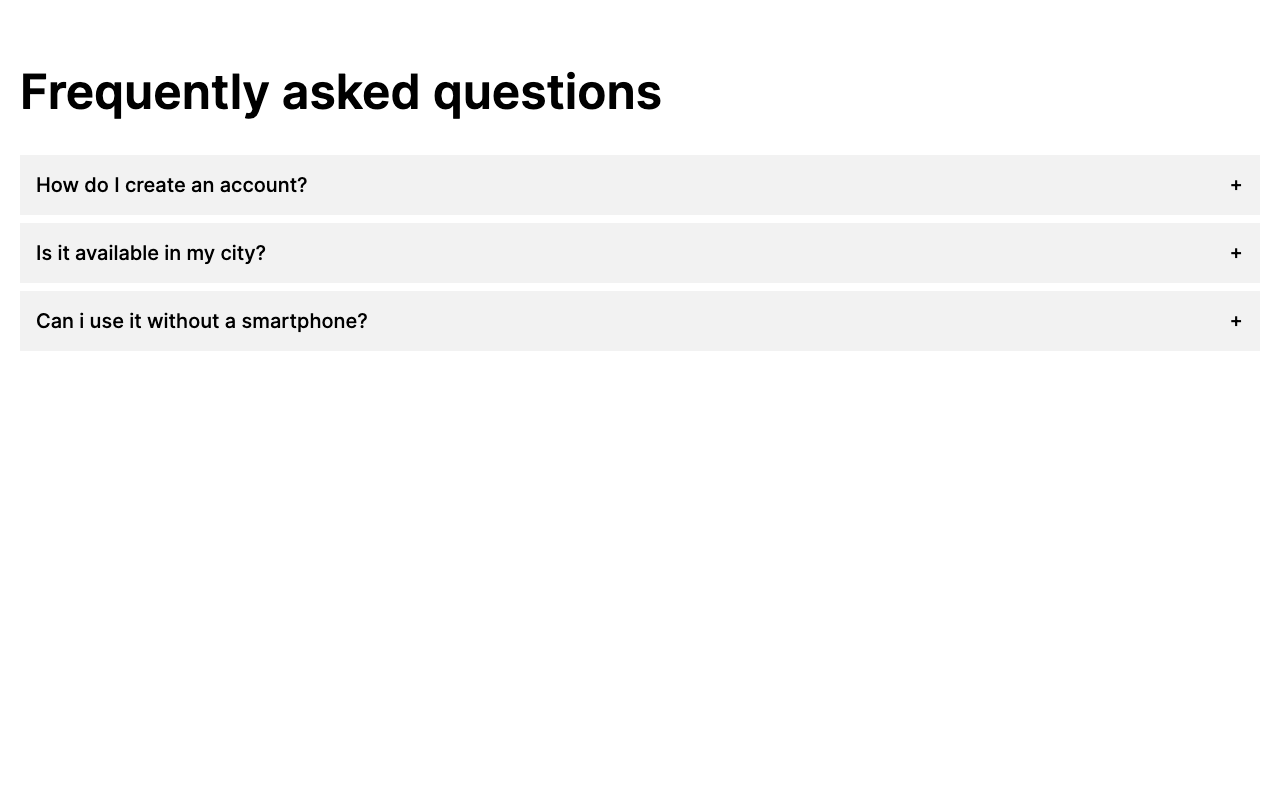 Frequently asked questions
How do I create an account? +
Is it available in my city? +
Can i use it without a smartphone? +